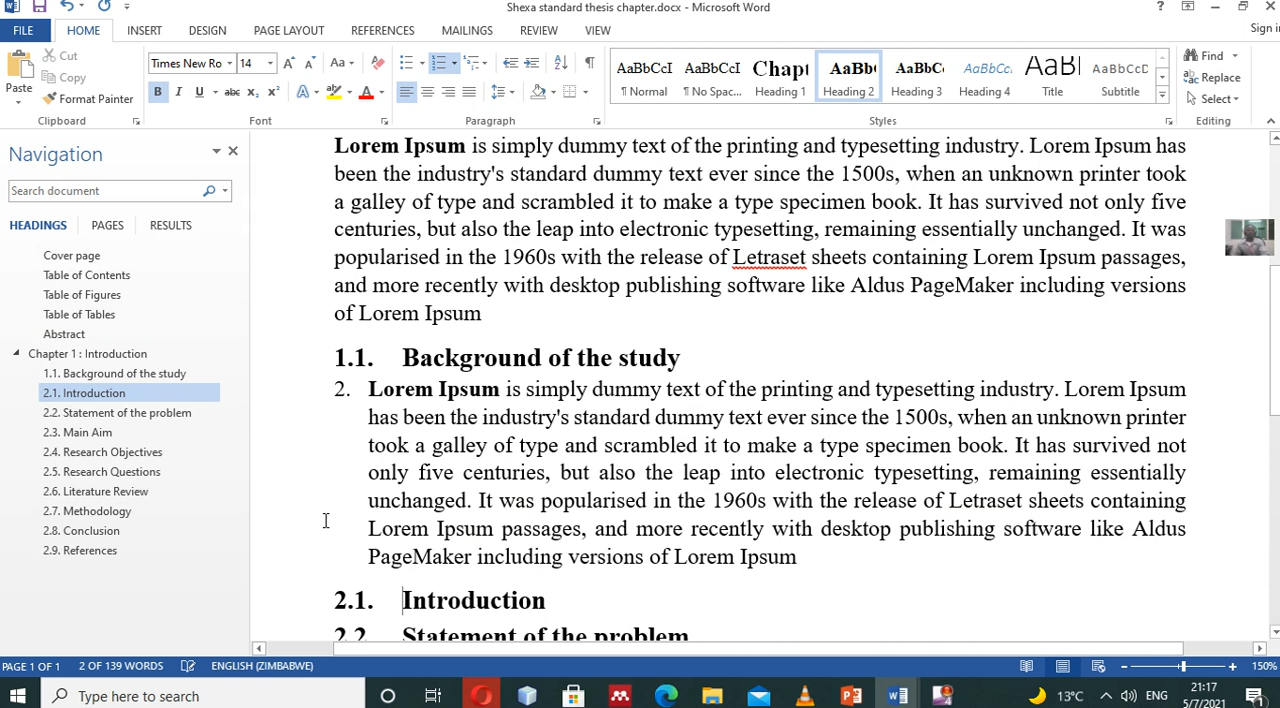 Shexa standard thesis chapter.docx - Microsoft Word
?
FILE HOME INSERT DESIGN PAGE LAYOUT REFERENCES MAILINGS REVIEW VIEW
Sign in
Paste
Cut
Copy
Format Painter
Clipboard
Times New Ro 14
Font
Paragraph
AaBbCcI ¶ Normal
AaBbCcI ¶ No Spac...
Chapt Heading 1
AaBb Heading 2
AaBbC Heading 3
AaBbCc Heading 4
AaBl Title
AaBbCcD Subtitle
Styles
Find
Replace
Select
Editing
Navigation
Search document
HEADINGS PAGES RESULTS
Cover page
Table of Contents
Table of Figures
Table of Tables
Abstract
Chapter 1 : Introduction
1.1. Background of the study
2.1. Introduction
2.2. Statement of the problem
2.3. Main Aim
2.4. Research Objectives
2.5. Research Questions
2.6. Literature Review
2.7. Methodology
2.8. Conclusion
2.9. References
Lorem Ipsum is simply dummy text of the printing and typesetting industry. Lorem Ipsum has
been the industry's standard dummy text ever since the 1500s, when an unknown printer took
a galley of type and scrambled it to make a type specimen book. It has survived not only five
centuries, but also the leap into electronic typesetting, remaining essentially unchanged. It was
popularised in the 1960s with the release of Letraset sheets containing Lorem Ipsum passages,
and more recently with desktop publishing software like Aldus PageMaker including versions
of Lorem Ipsum
1.1. Background of the study
2. Lorem Ipsum is simply dummy text of the printing and typesetting industry. Lorem Ipsum
has been the industry's standard dummy text ever since the 1500s, when an unknown printer
took a galley of type and scrambled it to make a type specimen book. It has survived not
only five centuries, but also the leap into electronic typesetting, remaining essentially
unchanged. It was popularised in the 1960s with the release of Letraset sheets containing
Lorem Ipsum passages, and more recently with desktop publishing software like Aldus
PageMaker including versions of Lorem Ipsum
2.1. Introduction
2.2. Statement of the problem
PAGE 1 OF 1 2 OF 139 WORDS ENGLISH (ZIMBABWE) 150%
Type here to search
13°C ENG
21:17
5/7/2021